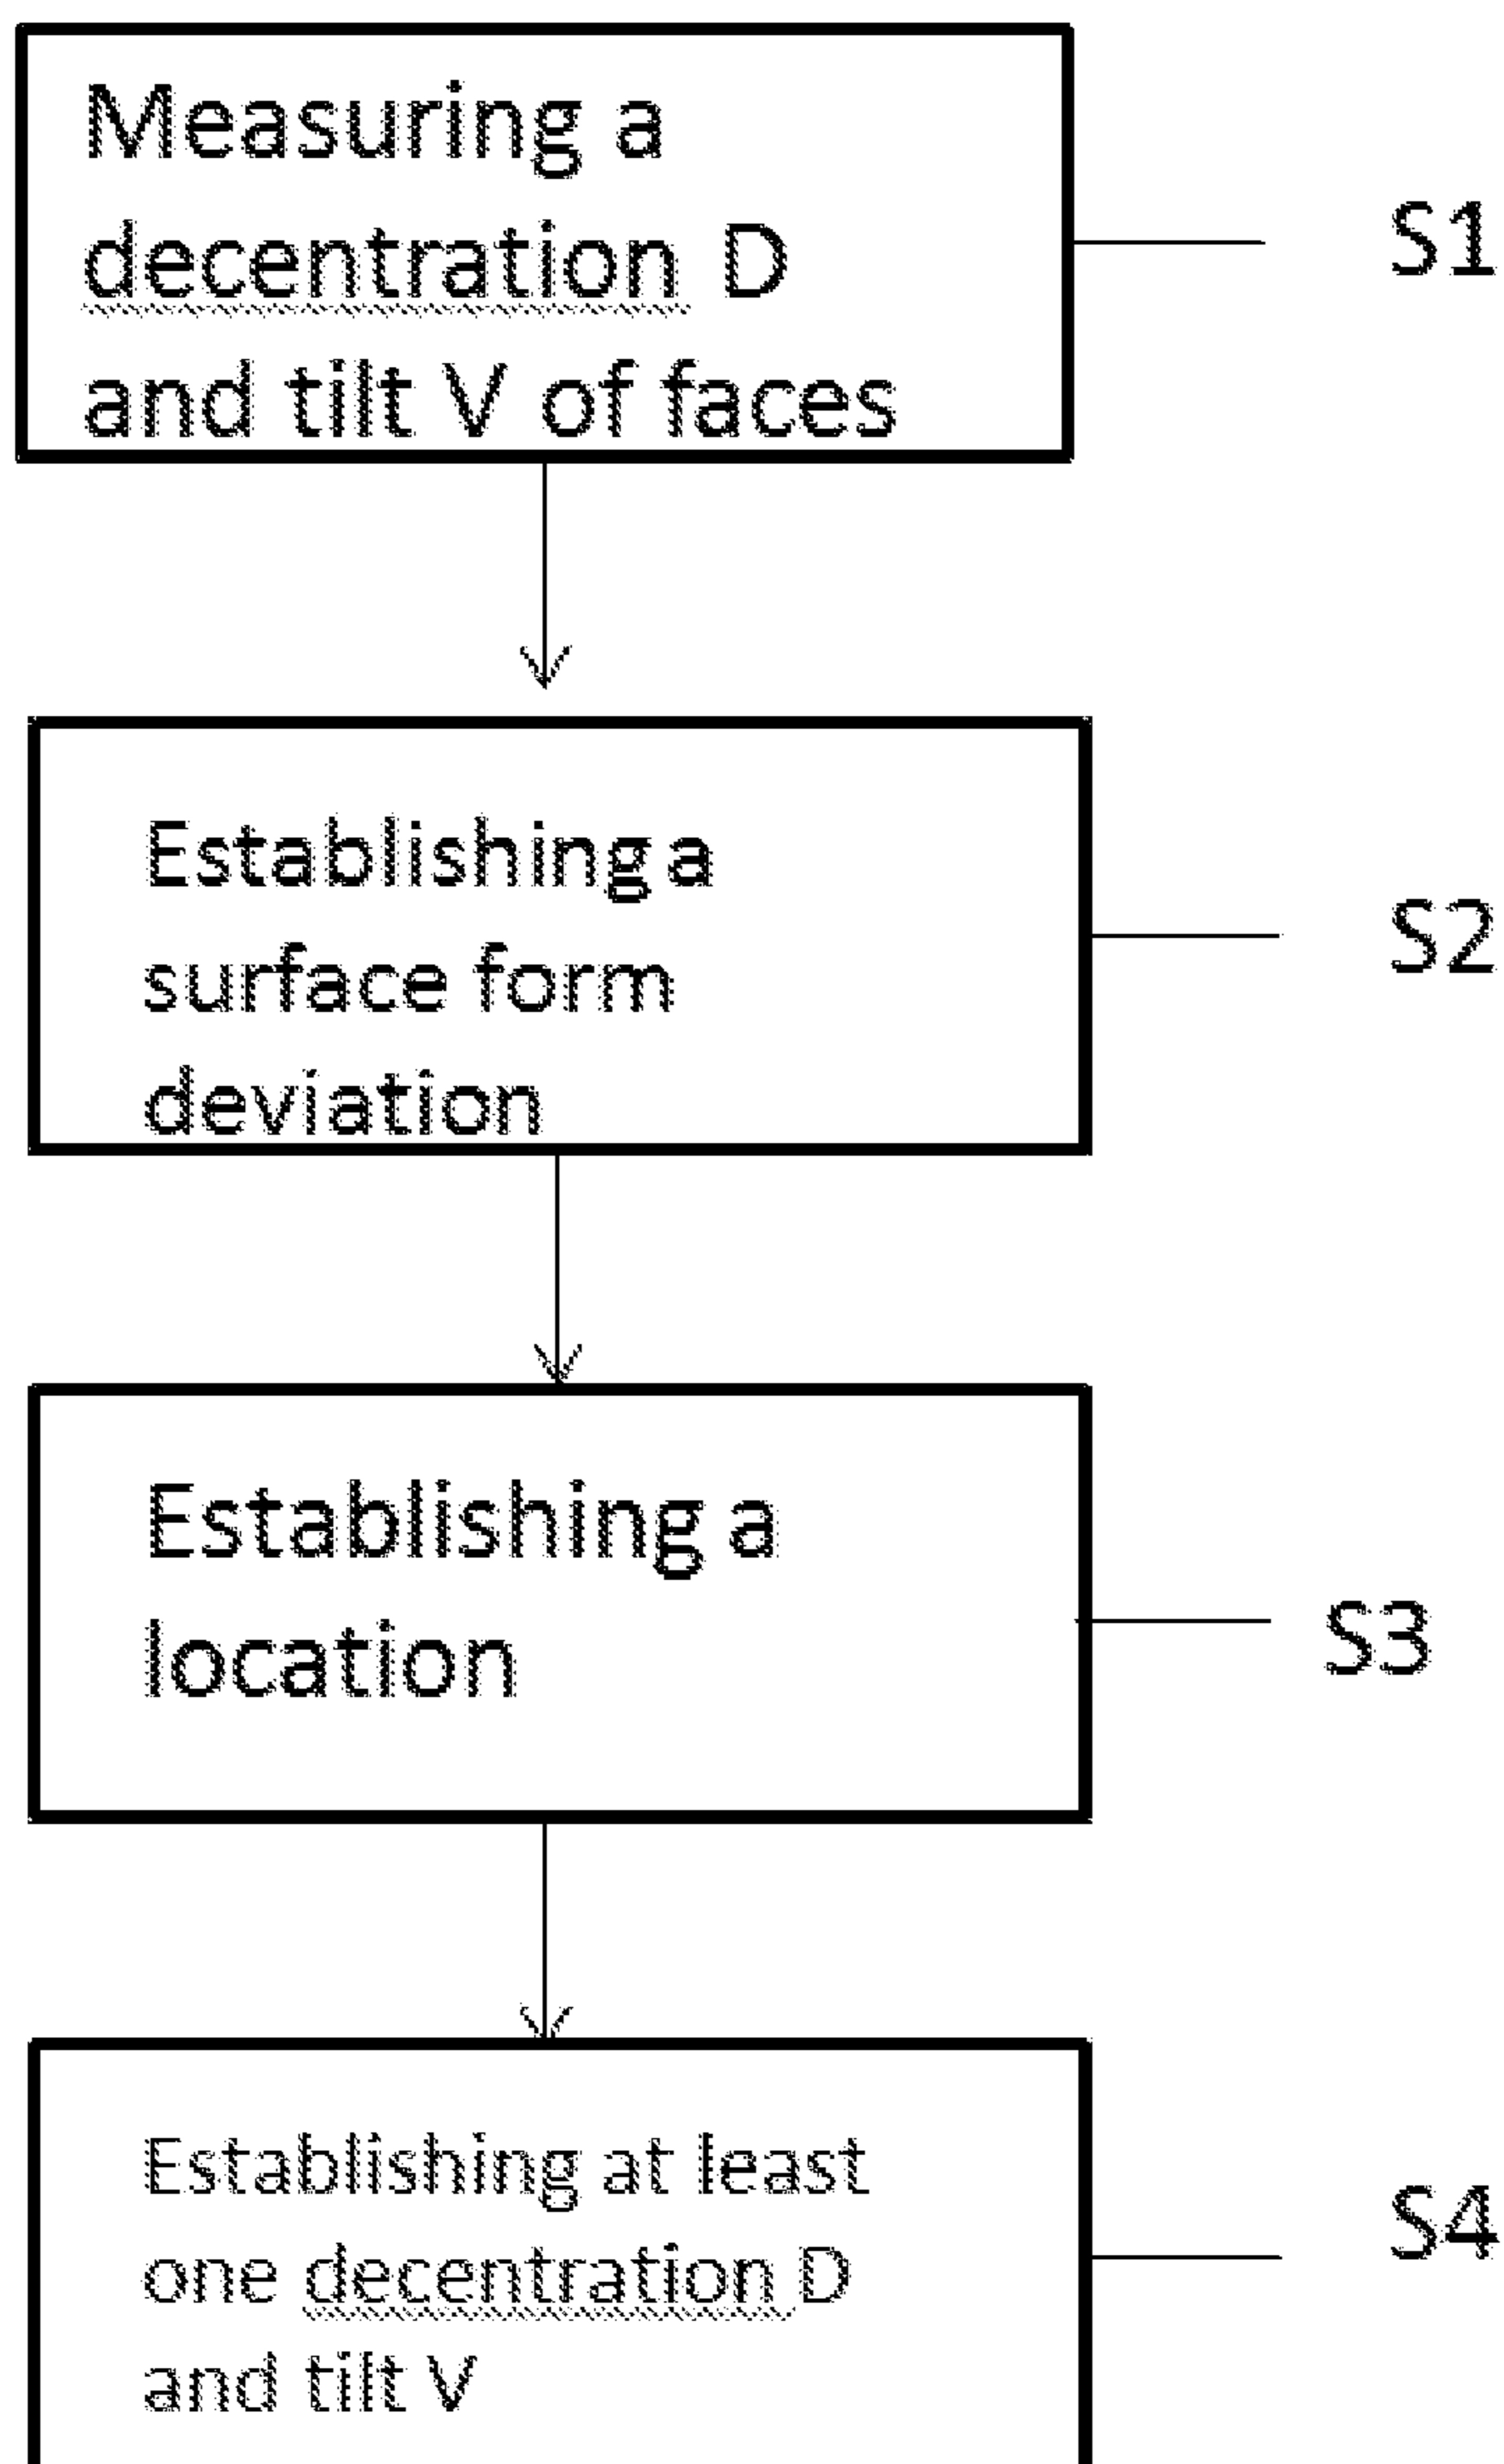 Measuring a
decentration D
and tilt V of faces
S1
Establishing a
surface form
deviation
S2
Establishing a
location
S3
Establishing at least
one decentration D
and tilt V
S4